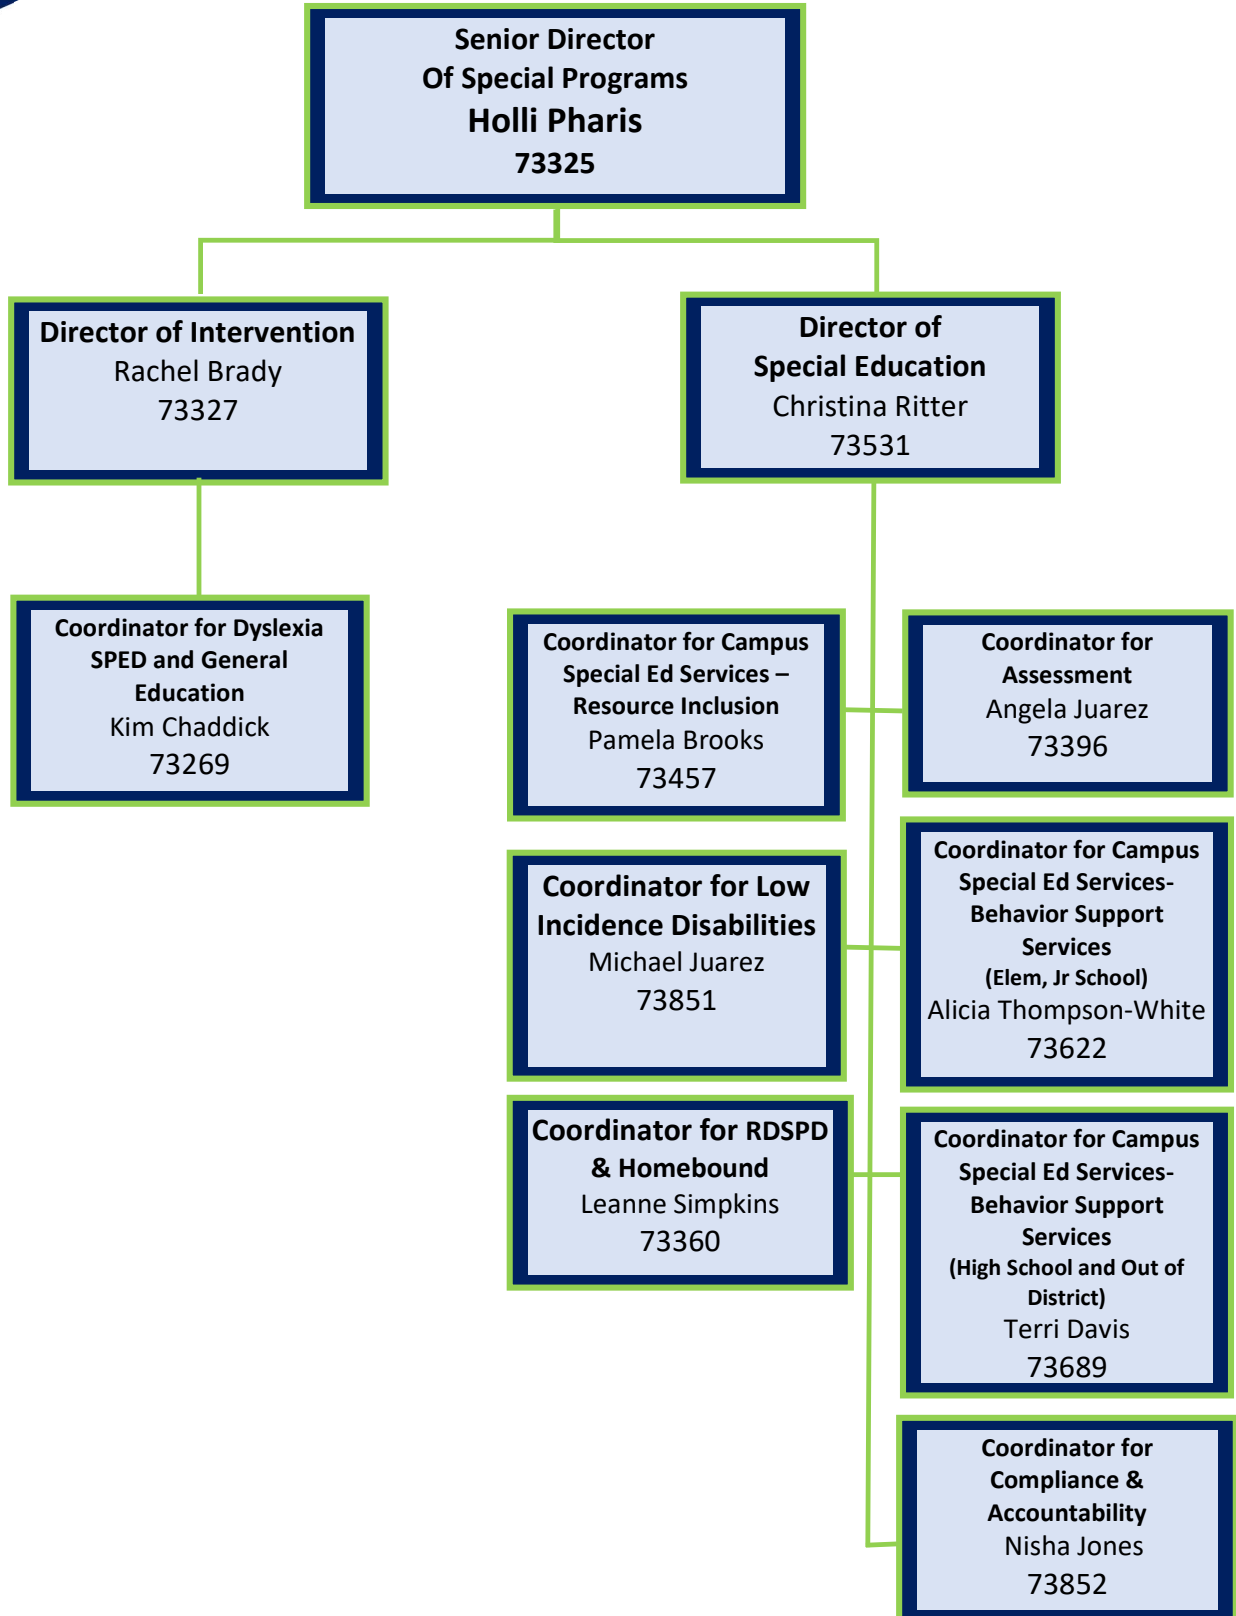 Senior Director
Of Special Programs
Holli Pharis
73325
Director of Intervention
Rachel Brady
73327
Director of
Special Education
Christina Ritter
73531
Coordinator for Dyslexia
SPED and General
Education
Kim Chaddick
73269
Coordinator for Campus
Special Ed Services –
Resource Inclusion
Pamela Brooks
73457
Coordinator for
Assessment
Angela Juarez
73396
Coordinator for Low
Incidence Disabilities
Michael Juarez
73851
Coordinator for Campus
Special Ed Services-
Behavior Support
Services
(Elem, Jr School)
Alicia Thompson-White
73622
Coordinator for RDSPD
& Homebound
Leanne Simpkins
73360
Coordinator for Campus
Special Ed Services-
Behavior Support
Services
(High School and Out of
District)
Terri Davis
73689
Coordinator for
Compliance &
Accountability
Nisha Jones
73852